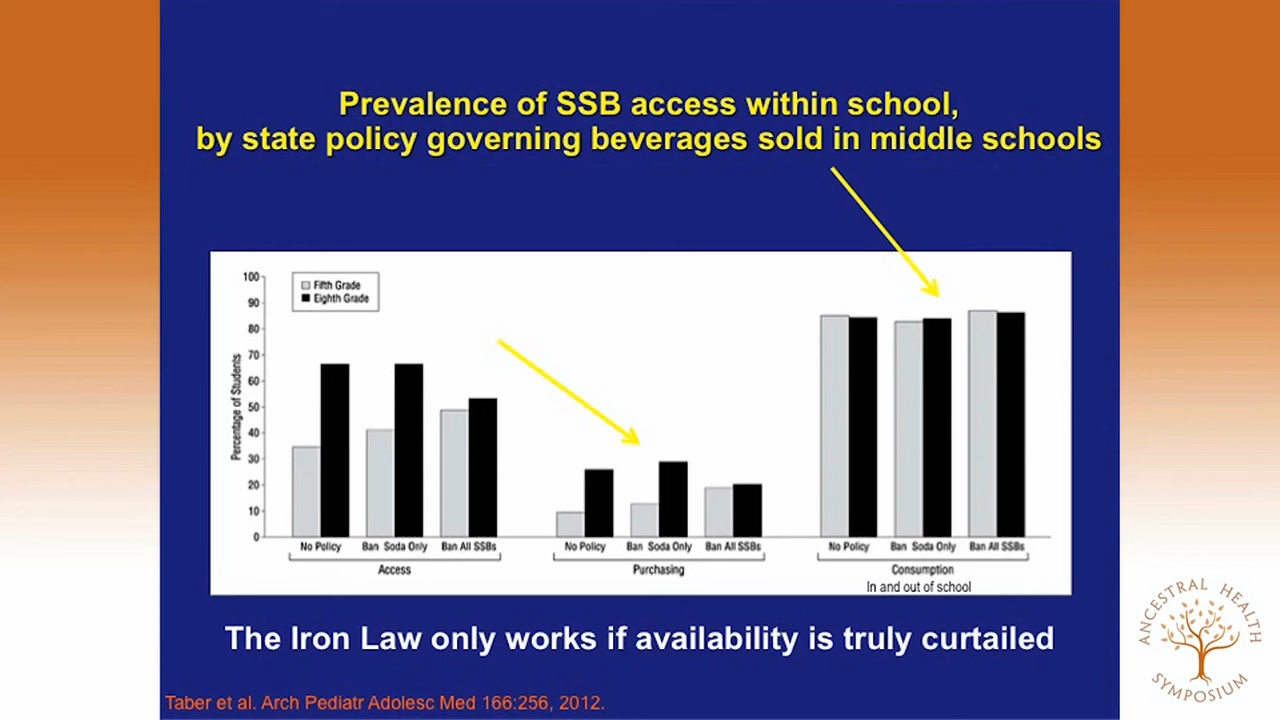 Prevalence of SSB access within school,
by state policy governing beverages sold in middle schools
Fifth Grade
Eighth Grade
Percentage of Students
100
90
80
70
60
50
40
30
20
10
0
No Policy Ban Soda Only Ban All SSBs
Access
No Policy Ban Soda Only Ban All SSBs
Purchasing
No Policy Ban Soda Only Ban All SSBs
Consumption
In and out of school
The Iron Law only works if availability is truly curtailed
Taber et al. Arch Pediatr Adolesc Med 166:256, 2012.
ANCESTRAL HEALTH
SYMPOSIUM